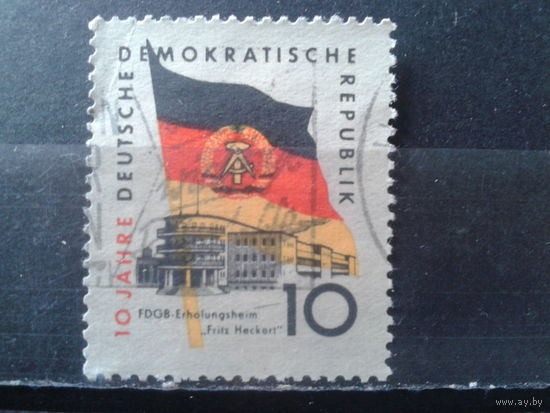 10 JAHRE DEUTSCHE DEMOKRATISCHE REPUBLIK
FDGB-Erholungsheim
„Fritz Heckert"
10
www.ay.by